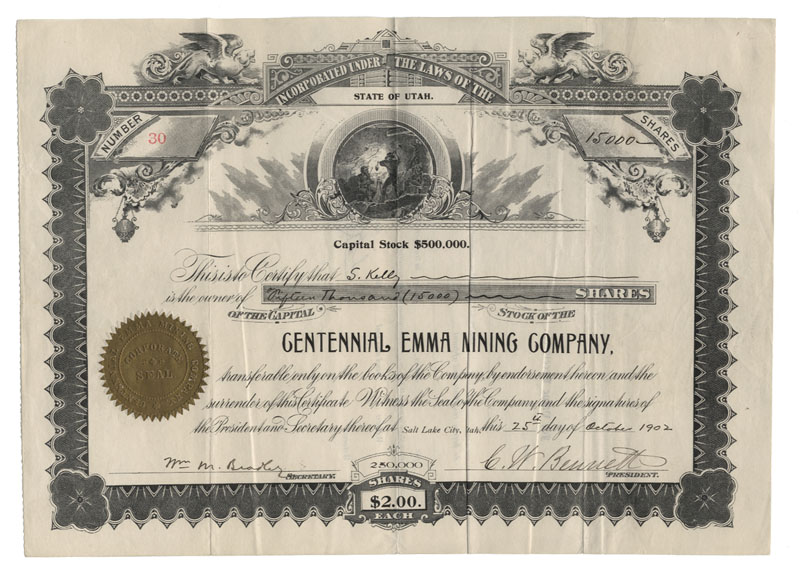 INCORPORATED UNDER THE LAWS OF THE
STATE OF UTAH.
NUMBER
30
SHARES
15000
Capital Stock $500,000.
This is to Certify that S. Kelly
is the owner of Fifteen Thousand (15000) SHARES
OF THE CAPITAL STOCK OF THE
CENTENNIAL EMMA MINING COMPANY,
transferable only on the books of the Company, by endorsement hereon and the
surrender of this Certificate. Witness the Seal of the Company and the signatures of
the President and Secretary thereof at Salt Lake City, Utah, this 25th day of October 1902
CORPORATE
SEAL
Wm M. Bradley
SECRETARY.
C. W. Bennett
PRESIDENT.
250,000
SHARES
$2.00.
EACH